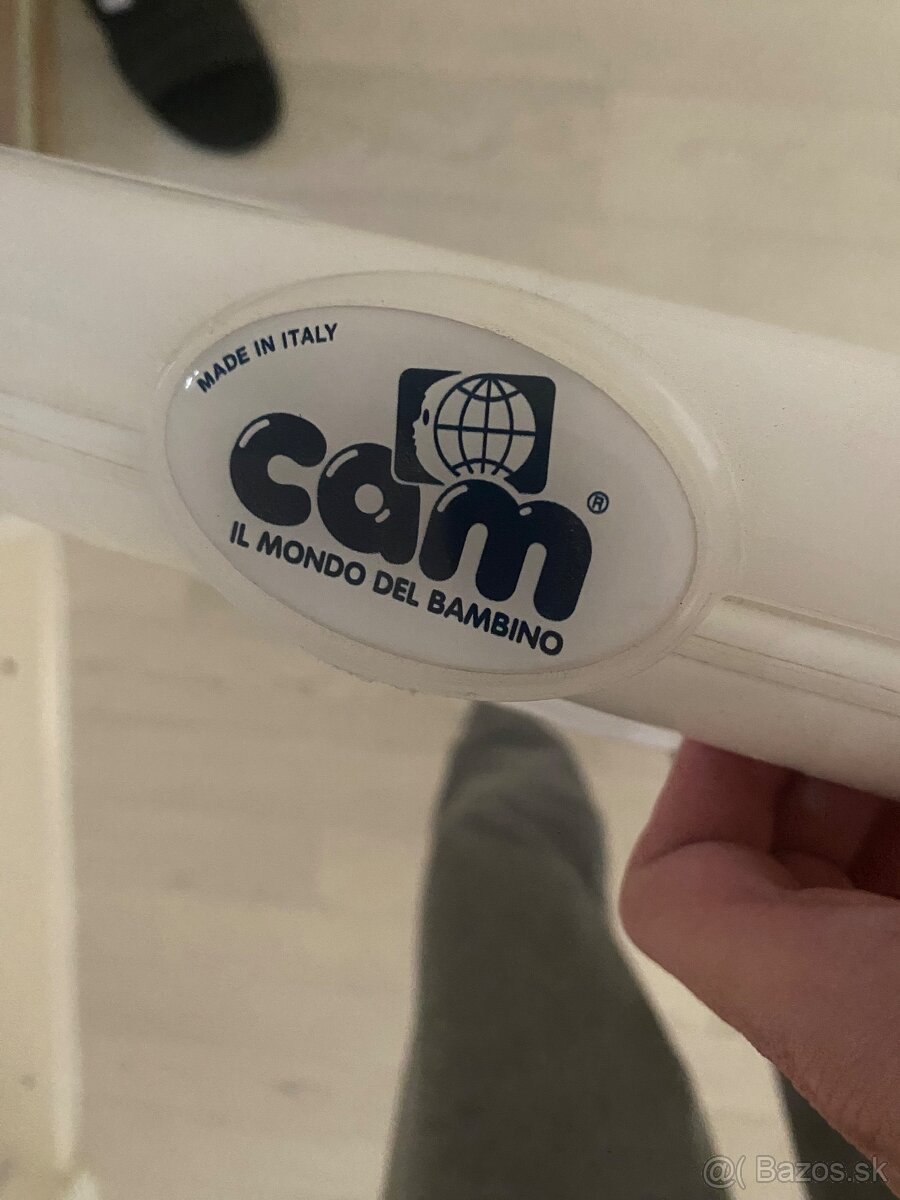 MADE IN ITALY
cam ®
IL MONDO DEL BAMBINO
@( Bazos.sk